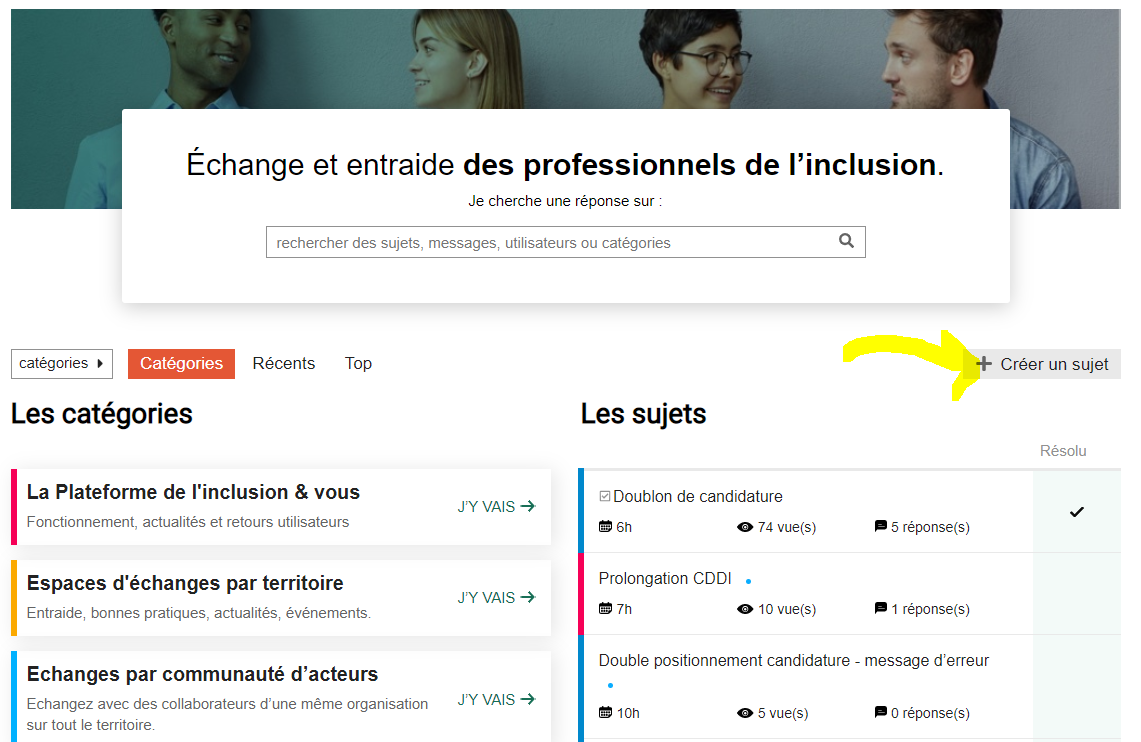 Échange et entraide des professionnels de l’inclusion.
Je cherche une réponse sur :
rechercher des sujets, messages, utilisateurs ou catégories
catégories
Catégories
Récents
Top
Créer un sujet
Les catégories
La Plateforme de l'inclusion & vous
Fonctionnement, actualités et retours utilisateurs
J’Y VAIS
Espaces d'échanges par territoire
Entraide, bonnes pratiques, actualités, événements.
J’Y VAIS
Echanges par communauté d’acteurs
Echangez avec des collaborateurs d’une même organisation
sur tout le territoire.
J’Y VAIS
Les sujets
Résolu
Doublon de candidature
6h 74 vue(s) 5 réponse(s)
Prolongation CDDI
7h 10 vue(s) 1 réponse(s)
Double positionnement candidature - message d’erreur
10h 5 vue(s) 0 réponse(s)